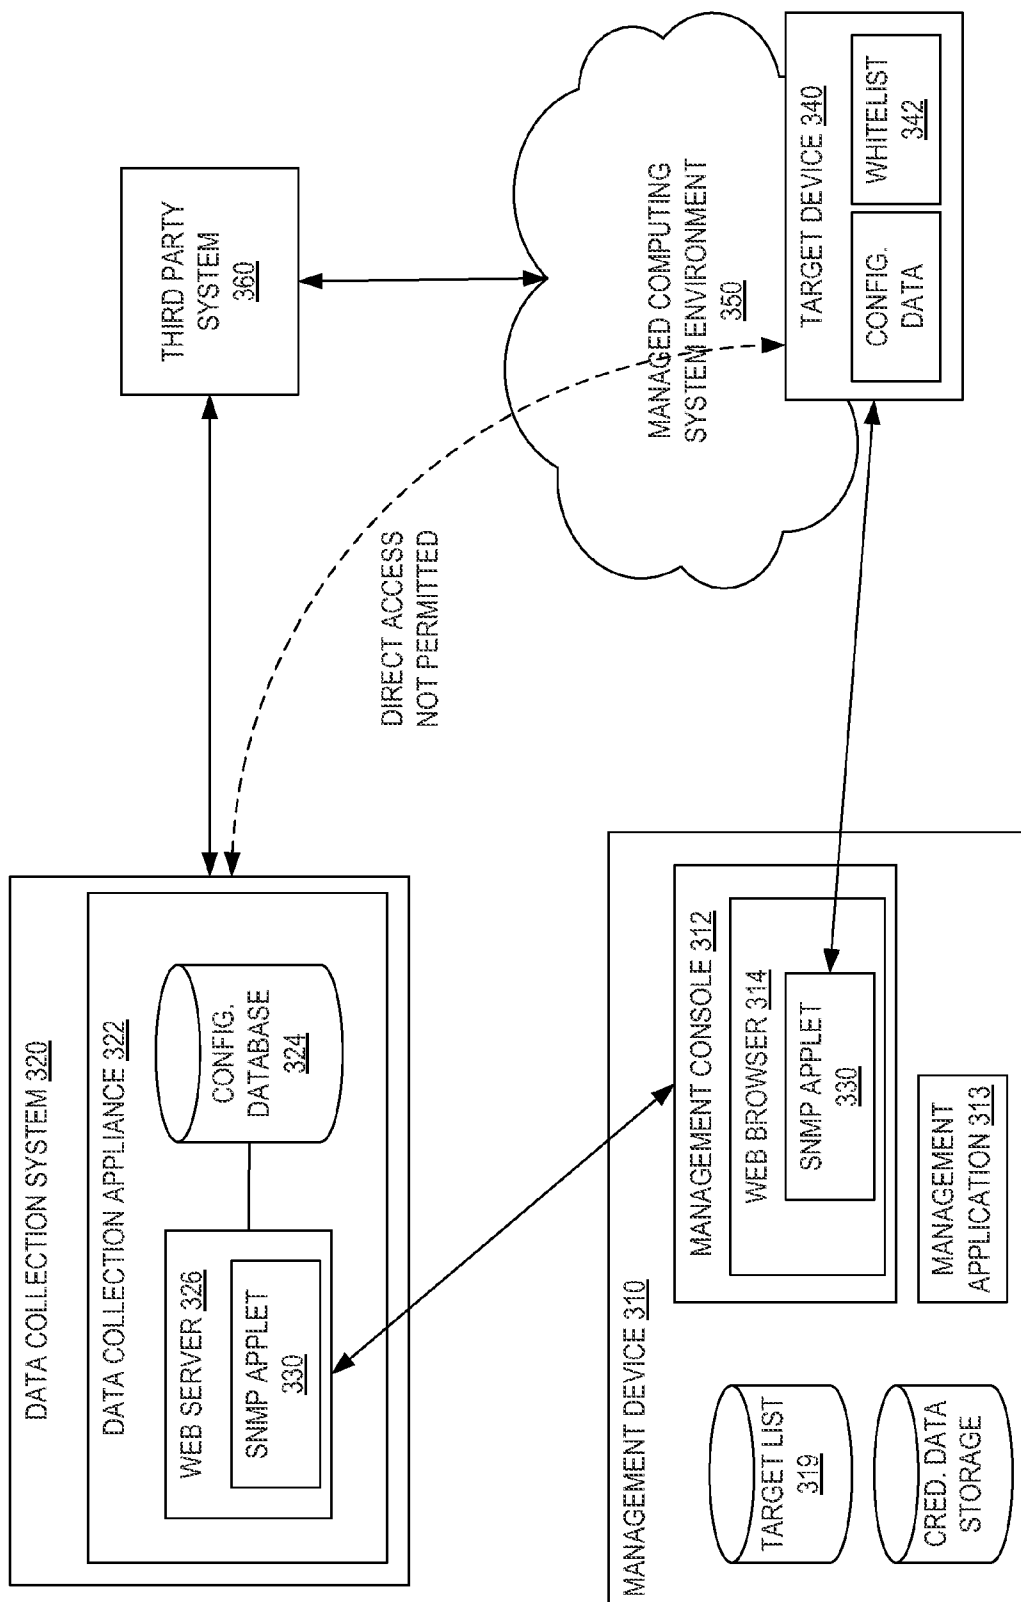 DATA COLLECTION SYSTEM 320
DATA COLLECTION APPLIANCE 322
WEB SERVER 326
SNMP APPLET
330
CONFIG.
DATABASE
324
THIRD PARTY
SYSTEM
360
DIRECT ACCESS
NOT PERMITTED
MANAGED COMPUTING
SYSTEM ENVIRONMENT
350
TARGET DEVICE 340
CONFIG.
DATA
WHITELIST
342
MANAGEMENT DEVICE 310
TARGET LIST
319
CRED. DATA
STORAGE
MANAGEMENT CONSOLE 312
WEB BROWSER 314
SNMP APPLET
330
MANAGEMENT
APPLICATION 313